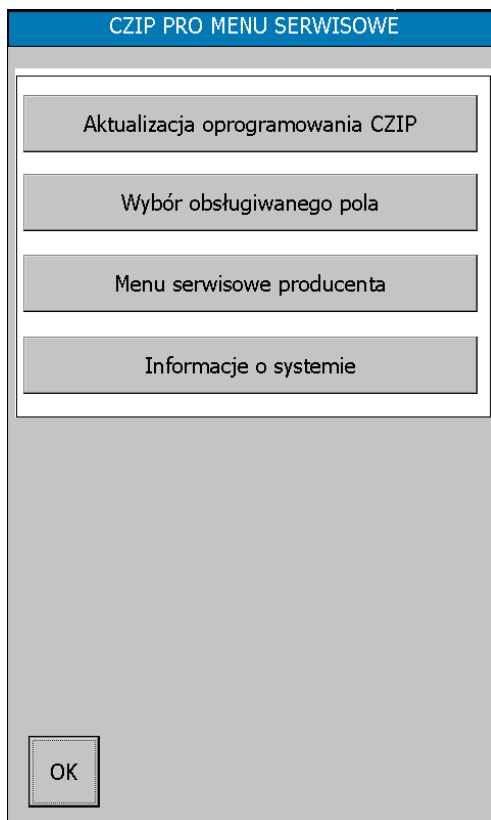 CZIP PRO MENU SERWISOWE
Aktualizacja oprogramowania CZIP
Wybór obsługiwanego pola
Menu serwisowe producenta
Informacje o systemie
OK